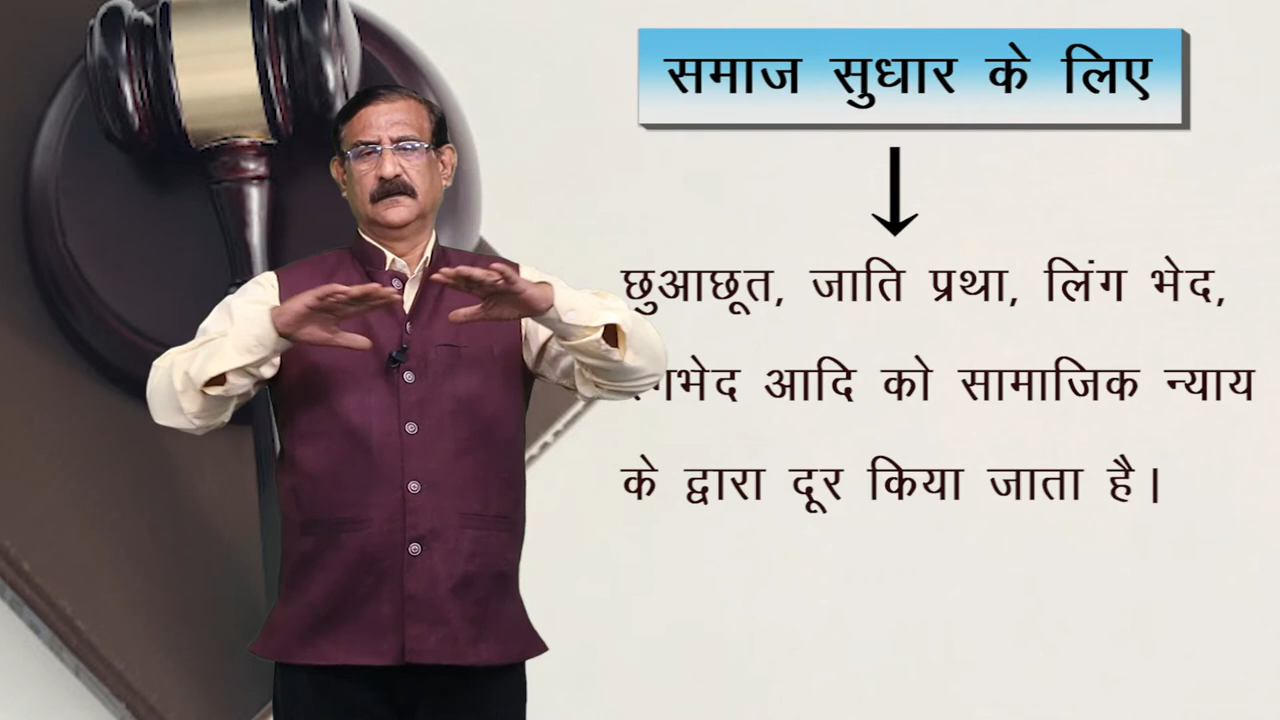 समाज सुधार के लिए
छुआछूत, जाति प्रथा, लिंग भेद,
आदि को सामाजिक न्याय
के द्वारा दूर किया जाता है।